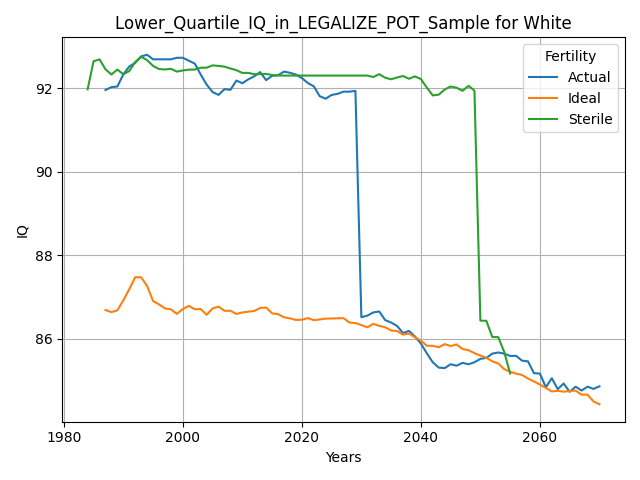 Lower_Quartile_IQ_in_LEGALIZE_POT_Sample for White
Fertility
Actual
Ideal
Sterile
IQ
92
90
88
86
1980
2000
2020
2040
2060
Years